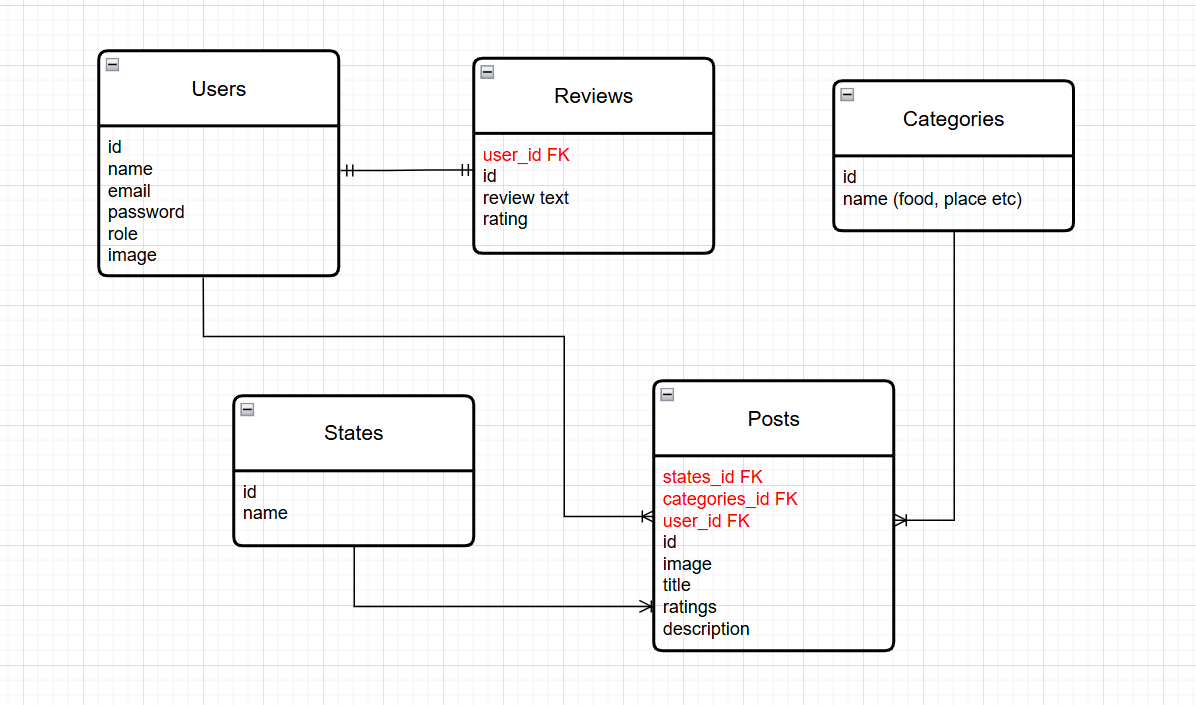 Users
id
name
email
password
role
image
Reviews
user_id FK
id
review text
rating
Categories
id
name (food, place etc)
States
id
name
Posts
states_id FK
categories_id FK
user_id FK
id
image
title
ratings
description